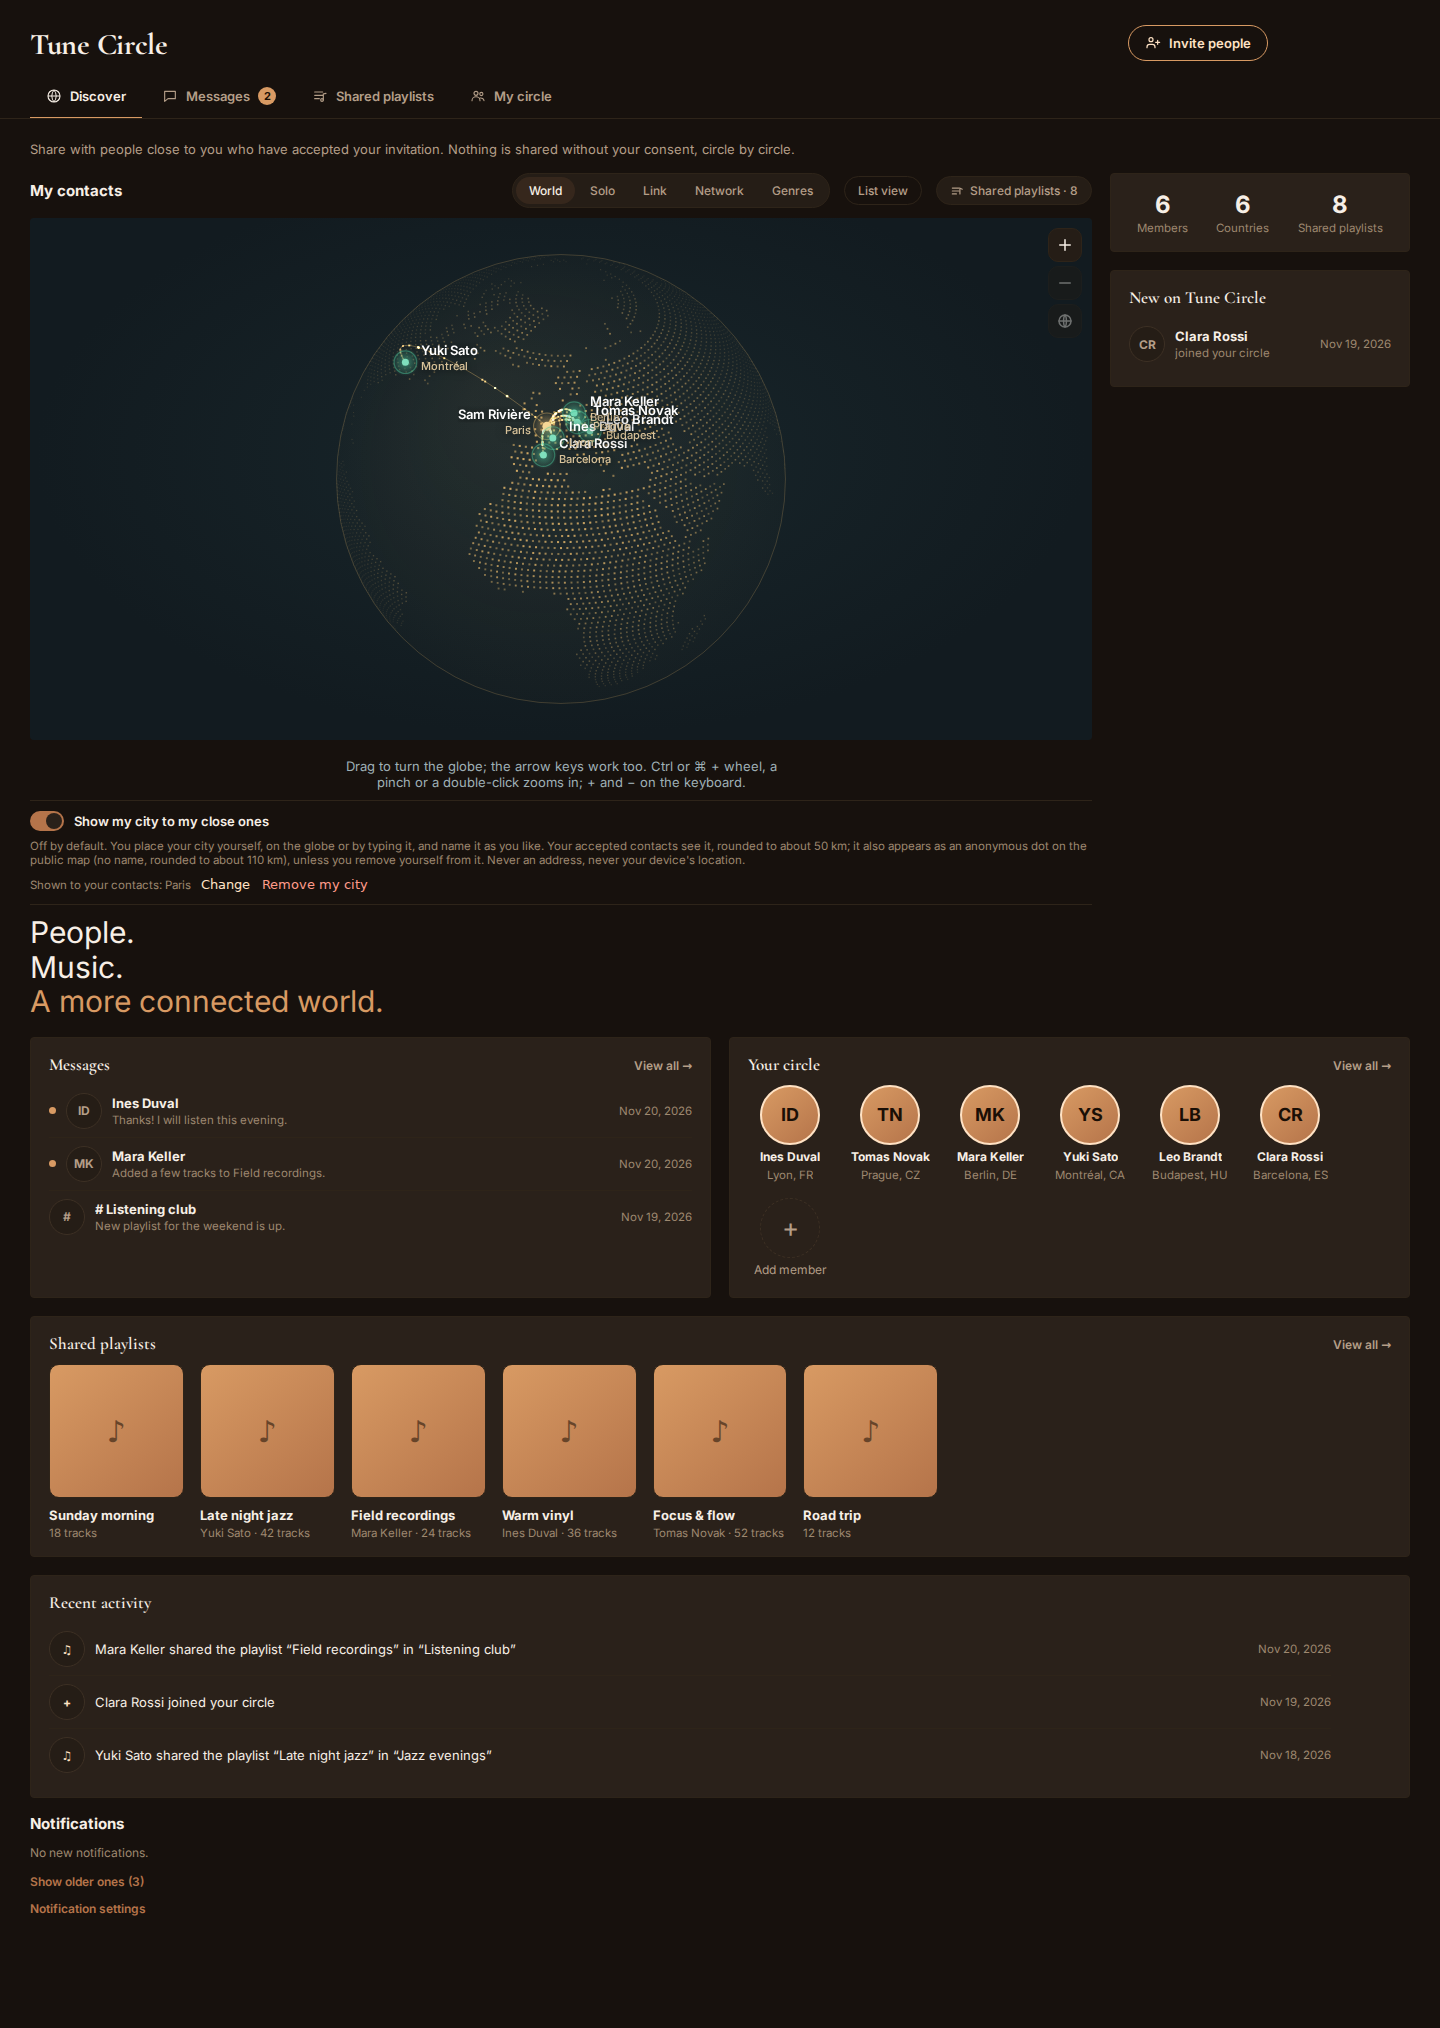 Tune Circle
Invite people
Discover
Messages 2
Shared playlists
My circle
Share with people close to you who have accepted your invitation. Nothing is shared without your consent, circle by circle.
My contacts
World
Solo
Link
Network
Genres
List view
Shared playlists · 8
6
Members
6
Countries
8
Shared playlists
New on Tune Circle
CR
Clara Rossi
joined your circle
Nov 19, 2026
Yuki Sato
Montréal
Sam Rivière
Paris
Mara Keller
Tomas Novak
Leo Brandt
Budapest
Ines Duval
Clara Rossi
Barcelona
Drag to turn the globe; the arrow keys work too. Ctrl or ⌘ + wheel, a
pinch or a double-click zooms in; + and − on the keyboard.
Show my city to my close ones
Off by default. You place your city yourself, on the globe or by typing it, and name it as you like. Your accepted contacts see it, rounded to about 50 km; it also appears as an anonymous dot on the
public map (no name, rounded to about 110 km), unless you remove yourself from it. Never an address, never your device's location.
Shown to your contacts: Paris Change Remove my city
People.
Music.
A more connected world.
Messages
View all →
ID
Ines Duval
Thanks! I will listen this evening.
Nov 20, 2026
MK
Mara Keller
Added a few tracks to Field recordings.
Nov 20, 2026
#
# Listening club
New playlist for the weekend is up.
Nov 19, 2026
Your circle
View all →
ID
Ines Duval
Lyon, FR
TN
Tomas Novak
Prague, CZ
MK
Mara Keller
Berlin, DE
YS
Yuki Sato
Montréal, CA
LB
Leo Brandt
Budapest, HU
CR
Clara Rossi
Barcelona, ES
+
Add member
Shared playlists
View all →
Sunday morning
18 tracks
Late night jazz
Yuki Sato · 42 tracks
Field recordings
Mara Keller · 24 tracks
Warm vinyl
Ines Duval · 36 tracks
Focus & flow
Tomas Novak · 52 tracks
Road trip
12 tracks
Recent activity
Mara Keller shared the playlist “Field recordings” in “Listening club”
Nov 20, 2026
Clara Rossi joined your circle
Nov 19, 2026
Yuki Sato shared the playlist “Late night jazz” in “Jazz evenings”
Nov 18, 2026
Notifications
No new notifications.
Show older ones (3)
Notification settings